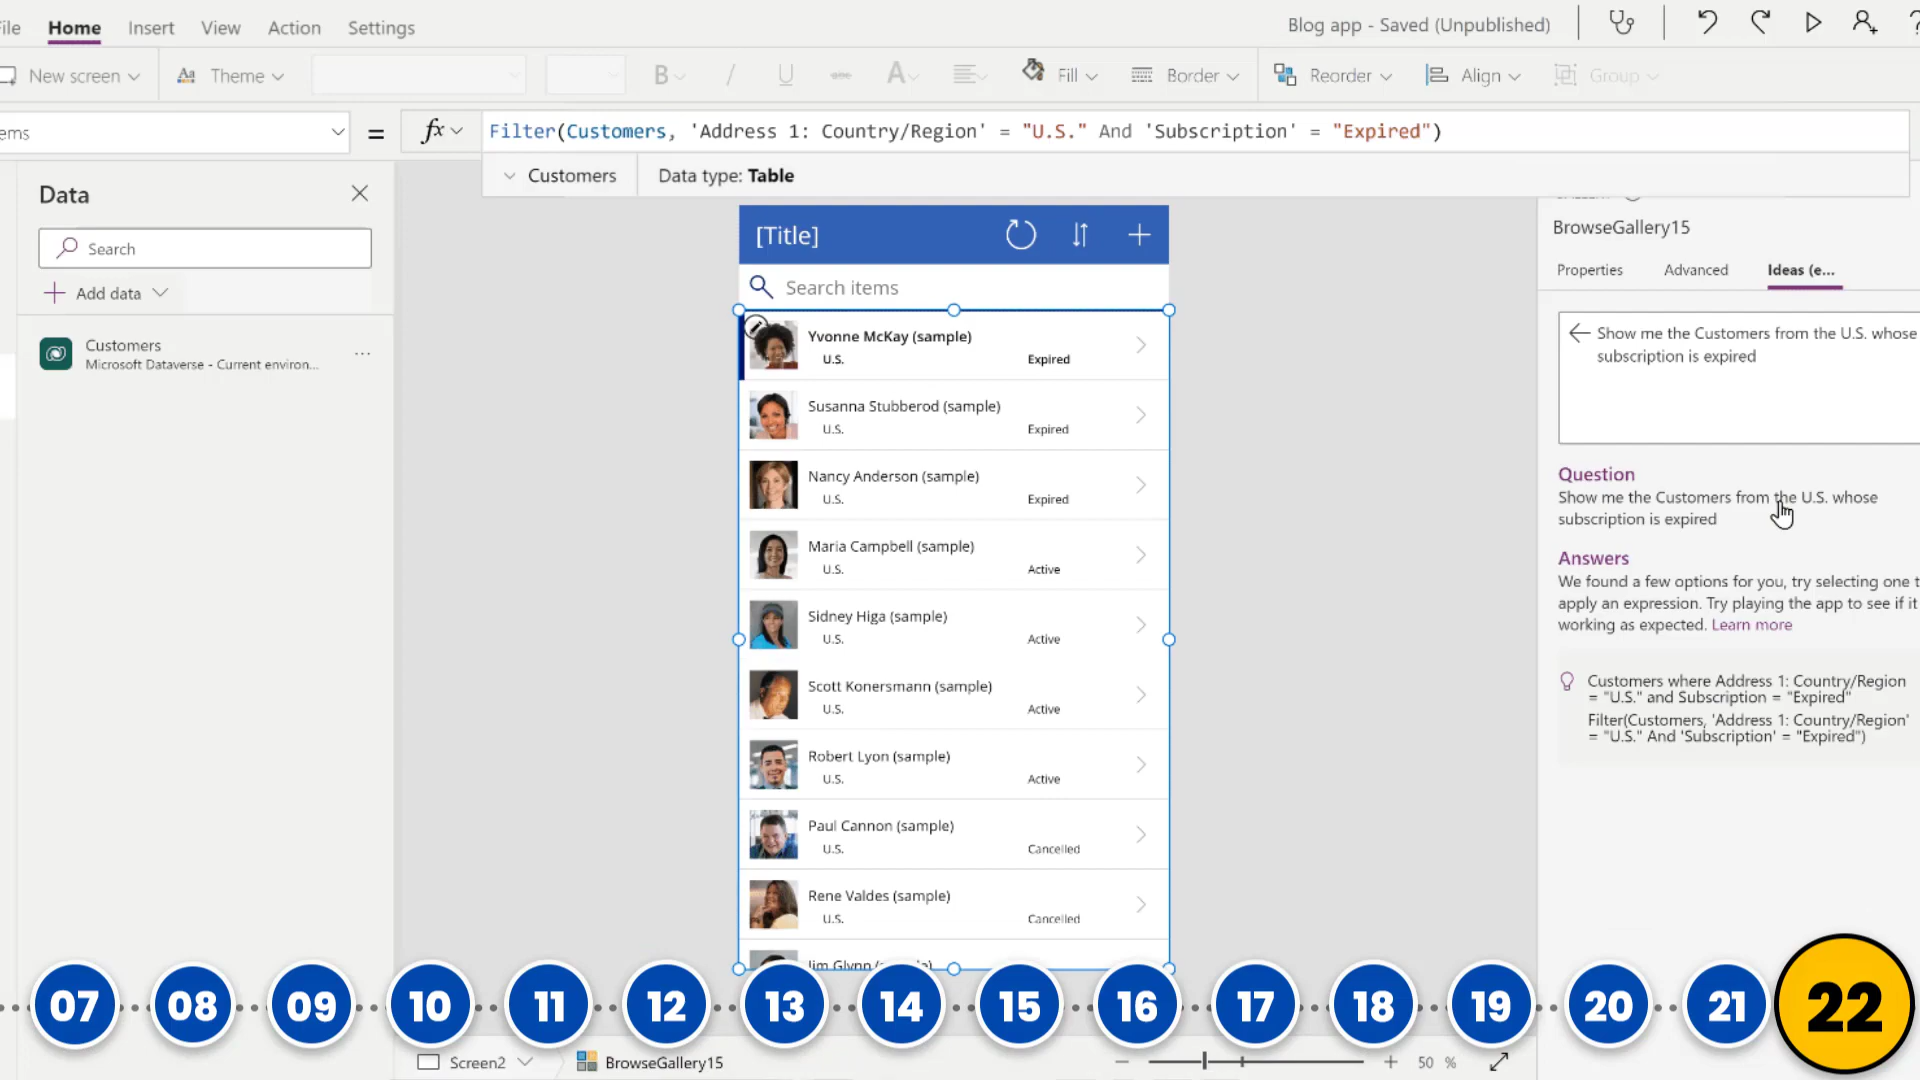 File Home Insert View Action Settings
Blog app - Saved (Unpublished)
New screen Theme B I U abc A Fill Border Reorder Align Group
ems = fx Filter(Customers, 'Address 1: Country/Region' = "U.S." And 'Subscription' = "Expired")
Customers Data type: Table
Data
Search
Add data
Customers
Microsoft Dataverse - Current environ...
[Title]
Search items
Yvonne McKay (sample)
U.S. Expired
Susanna Stubberod (sample)
U.S. Expired
Nancy Anderson (sample)
U.S. Expired
Maria Campbell (sample)
U.S. Active
Sidney Higa (sample)
U.S. Active
Scott Konersmann (sample)
U.S. Active
Robert Lyon (sample)
U.S. Active
Paul Cannon (sample)
U.S. Cancelled
Rene Valdes (sample)
U.S. Cancelled
Jim Glynn (sample)
BrowseGallery15
Properties Advanced Ideas (e...
Show me the Customers from the U.S. whose
subscription is expired
Question
Show me the Customers from the U.S. whose
subscription is expired
Answers
We found a few options for you, try selecting one t
apply an expression. Try playing the app to see if it
working as expected. Learn more
Customers where Address 1: Country/Region
= "U.S." and Subscription = "Expired"
Filter(Customers, 'Address 1: Country/Region'
= "U.S." And 'Subscription' = "Expired")
07 08 09 10 11 12 13 14 15 16 17 18 19 20 21 22
Screen2 BrowseGallery15
50 %